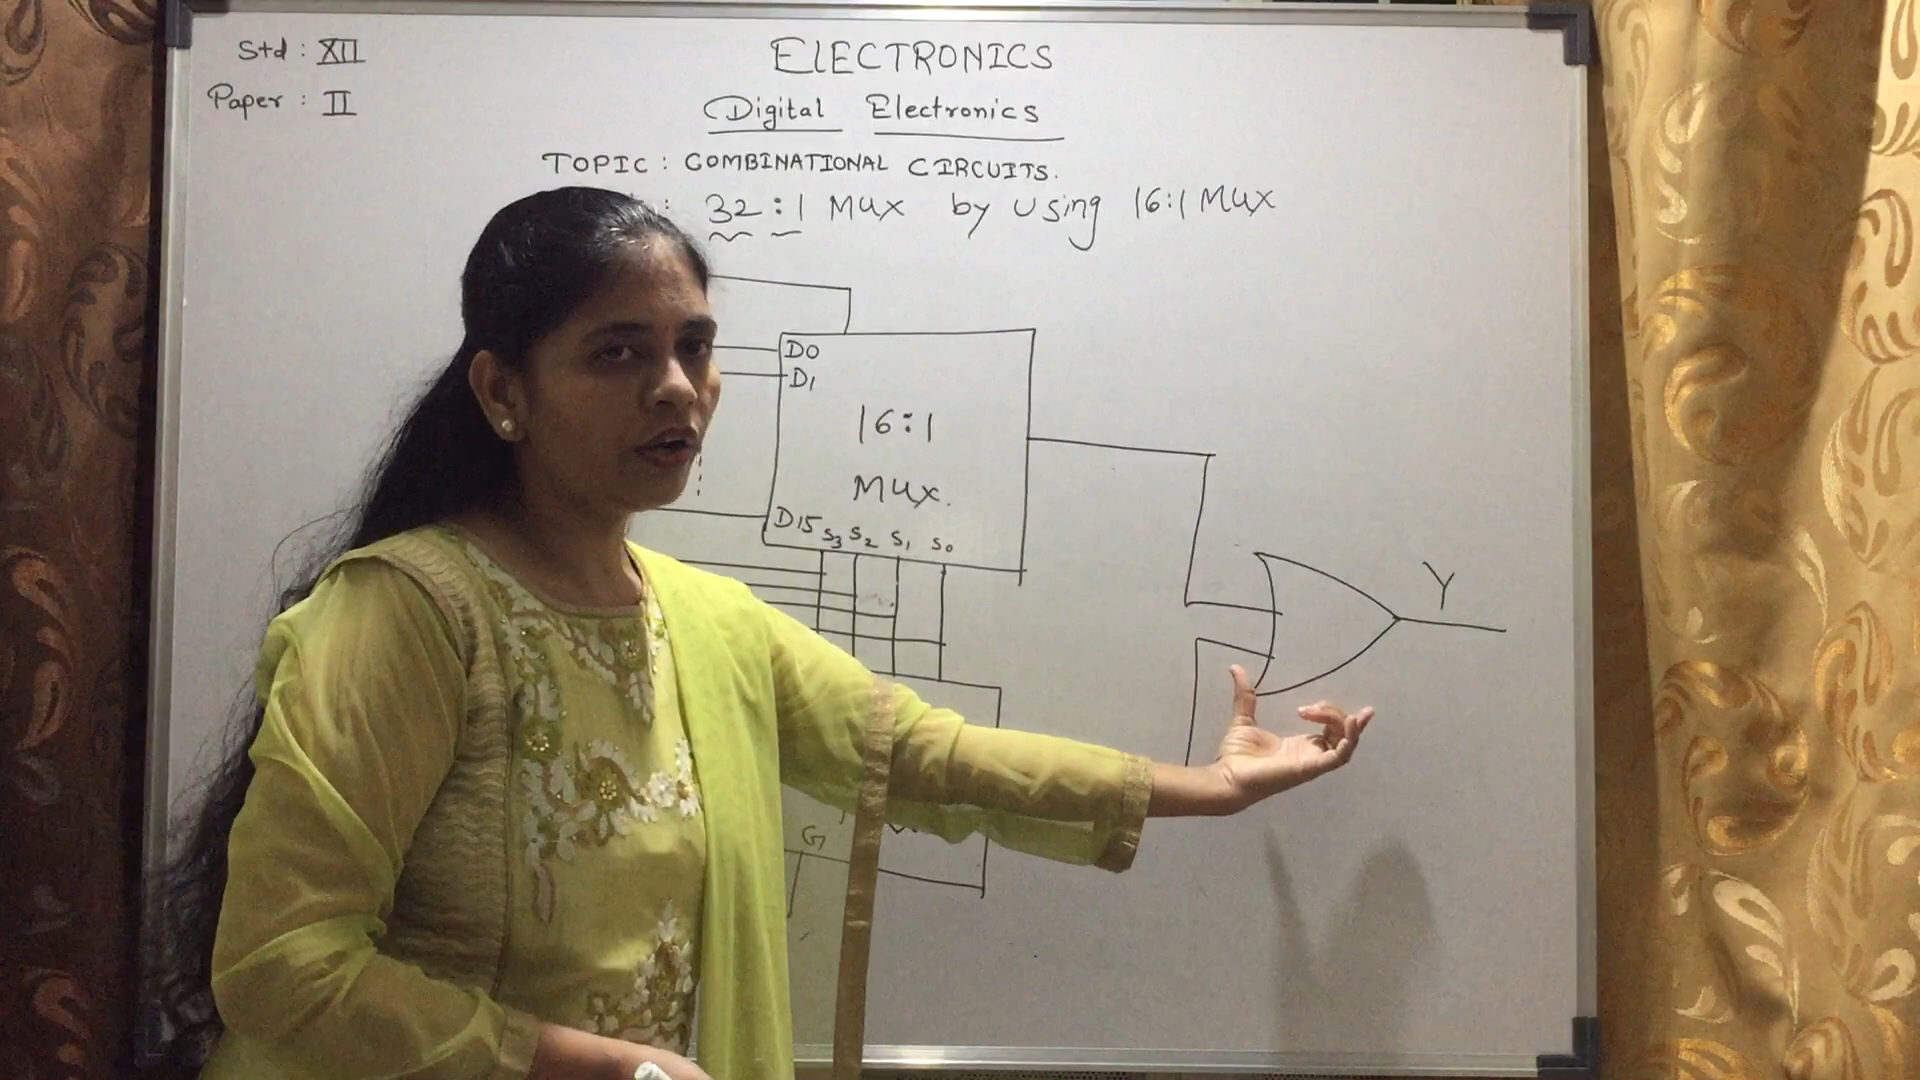 Std : XII
Paper : II
ELECTRONICS
Digital Electronics
TOPIC : COMBINATIONAL CIRCUITS.
: 32 : 1 MUX by Using 16:1 MUX
D0
D1
16:1
MUX.
D15 S3 S2 S1 S0
Y
G